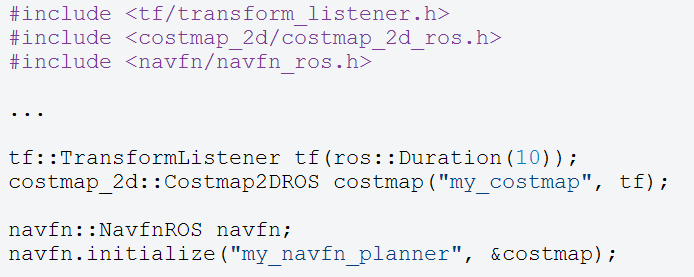 #include <tf/transform_listener.h>
#include <costmap_2d/costmap_2d_ros.h>
#include <navfn/navfn_ros.h>
...
tf::TransformListener tf(ros::Duration(10));
costmap_2d::Costmap2DROS costmap("my_costmap", tf);
navfn::NavfnROS navfn;
navfn.initialize("my_navfn_planner", &costmap);